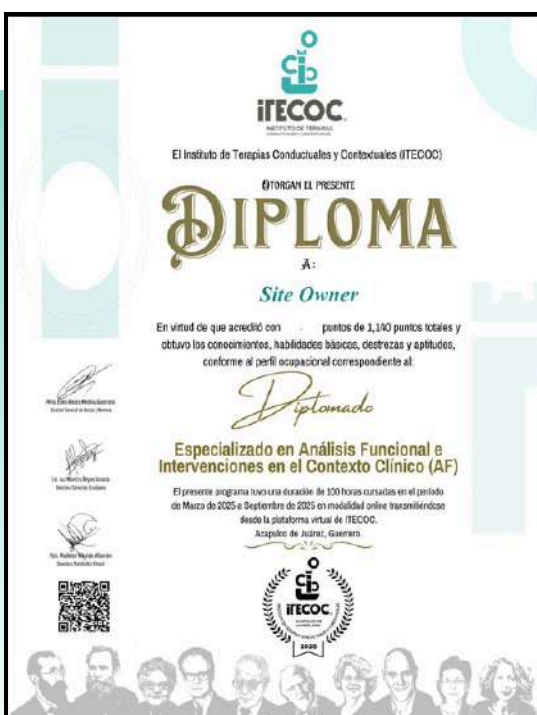 iTECOC
INSTITUTO DE TERAPIAS
CONDUCTUALES Y CONTEXTUALES
El Instituto de Terapias Conductuales y Contextuales (ITECOC)
OTORGAN EL PRESENTE
DIPLOMA
A:
Site Owner
En virtud de que acreditó con puntos de 1,140 puntos totales y
obtuvo los conocimientos, habilidades básicas, destrezas y aptitudes,
conforme al perfil ocupacional correspondiente al:
Diplomado
Especializado en Análisis Funcional e
Intervenciones en el Contexto Clínico (AF)
El presente programa tuvo una duración de 100 horas cursadas en el periodo
de Marzo de 2025 a Septiembre de 2025 en modalidad online transmitiéndose
desde la plataforma virtual de ITECOC.
Acapulco de Juárez, Guerrero.
iTECOC
2025